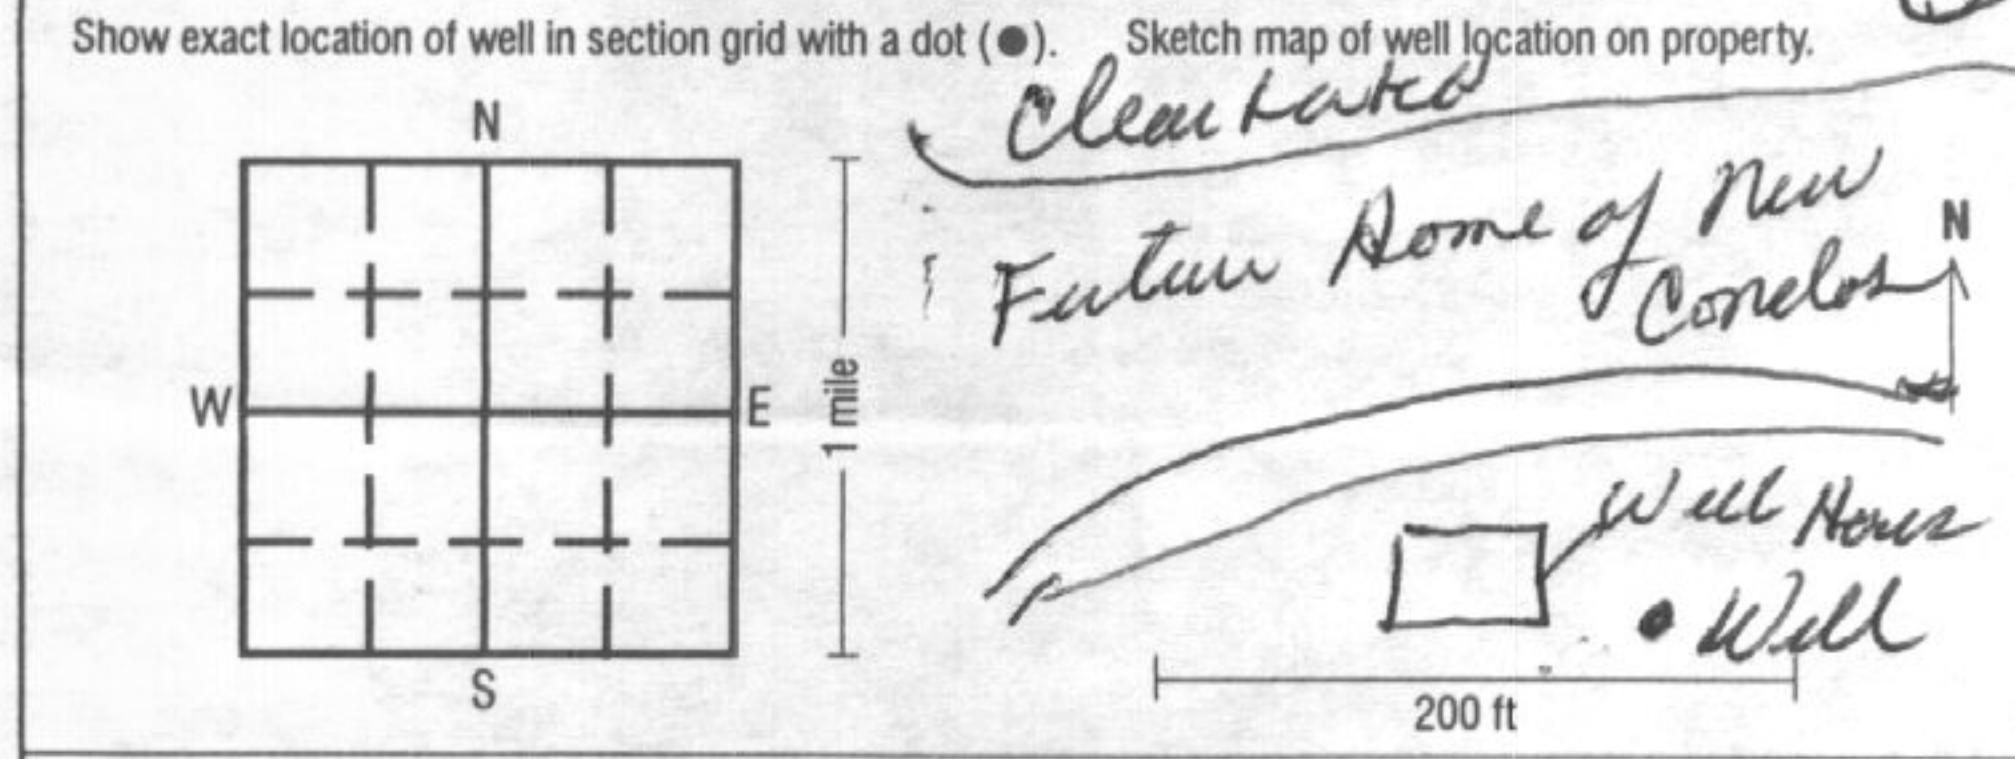 Show exact location of well in section grid with a dot (●).
Sketch map of well location on property.
Clear
N
W
E
S
1 mile
Future Home of New
Condos
N
Well House
Well
200 ft